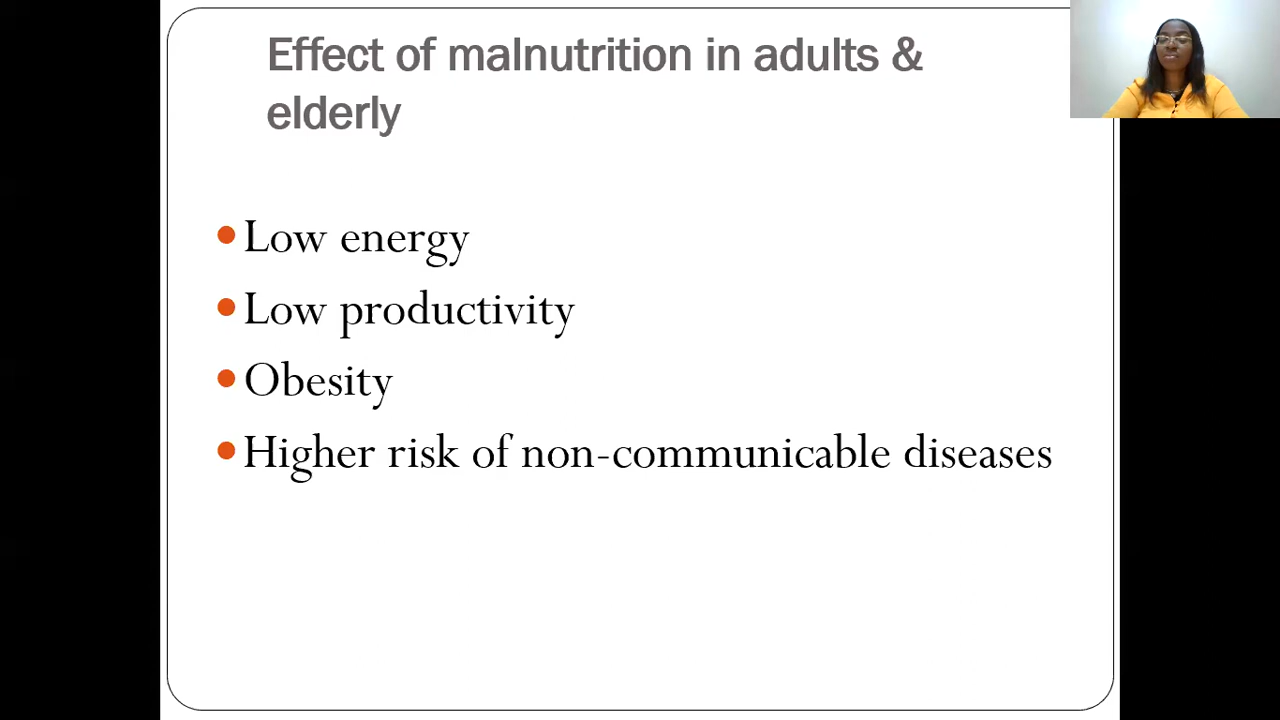 Effect of malnutrition in adults &
elderly
•Low energy
•Low productivity
•Obesity
•Higher risk of non-communicable diseases